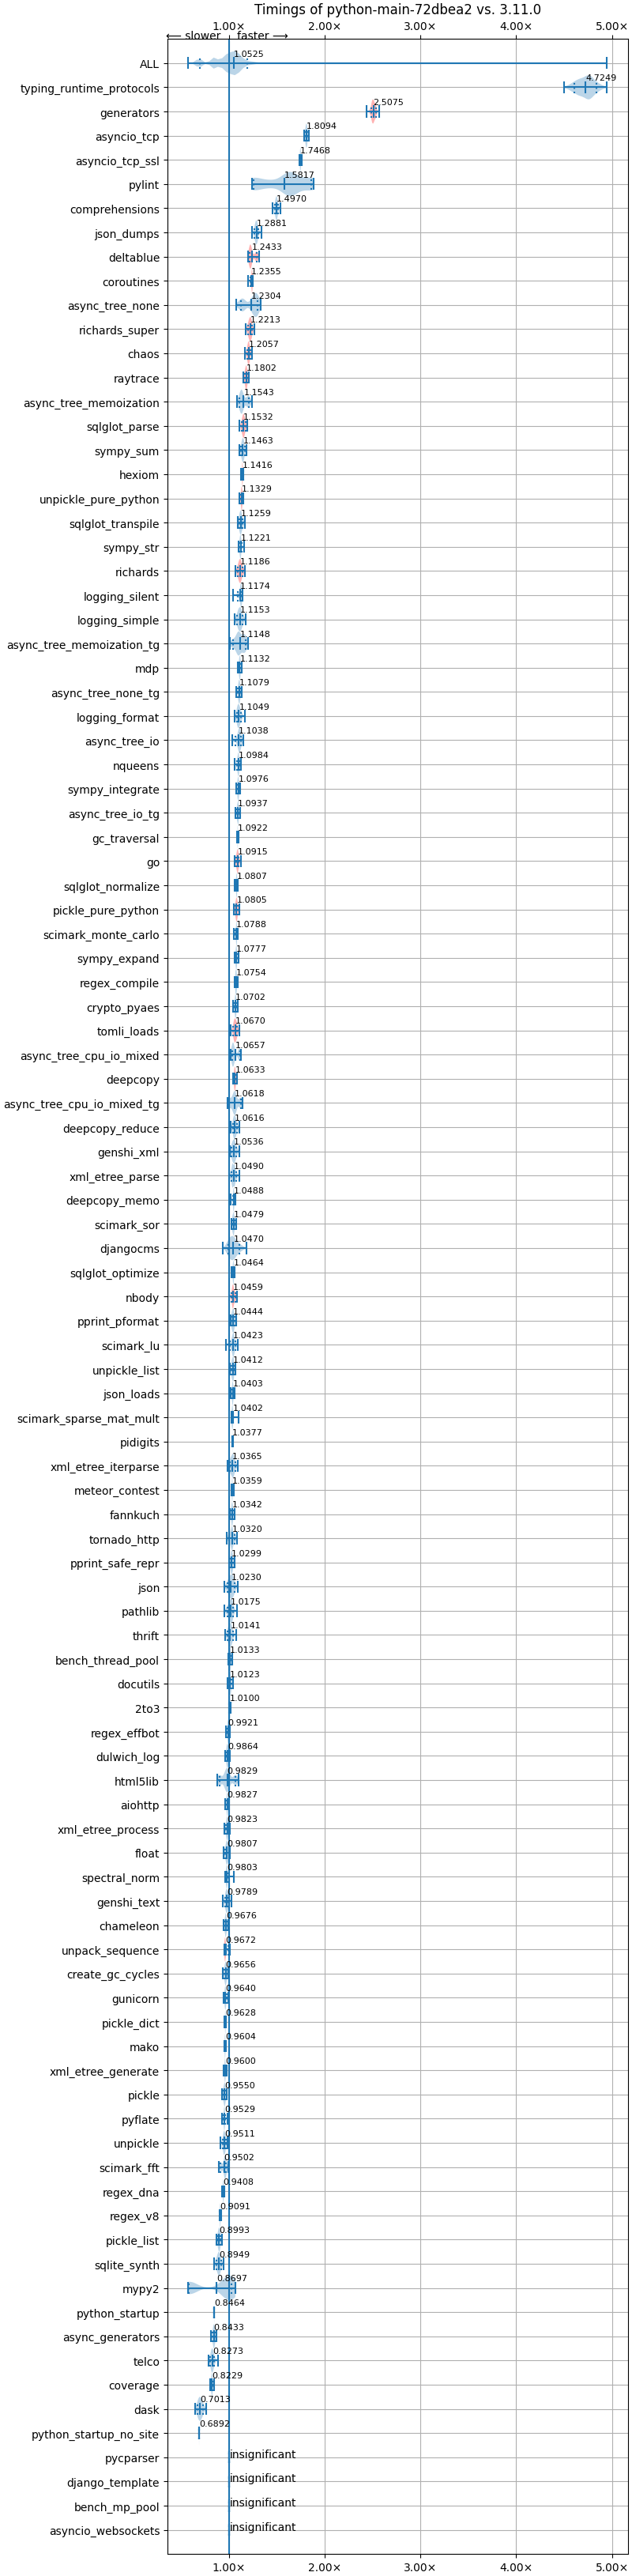 Timings of python-main-72dbea2 vs. 3.11.0
1.00× 2.00× 3.00× 4.00× 5.00×
⟵ slower faster ⟶
ALL 1.0525
typing_runtime_protocols 4.7249
generators 2.5075
asyncio_tcp 1.8094
asyncio_tcp_ssl 1.7468
pylint 1.5817
comprehensions 1.4970
json_dumps 1.2881
deltablue 1.2433
coroutines 1.2355
async_tree_none 1.2304
richards_super 1.2213
chaos 1.2057
raytrace 1.1802
async_tree_memoization 1.1543
sqlglot_parse 1.1532
sympy_sum 1.1463
hexiom 1.1416
unpickle_pure_python 1.1329
sqlglot_transpile 1.1259
sympy_str 1.1221
richards 1.1186
logging_silent 1.1174
logging_simple 1.1153
async_tree_memoization_tg 1.1148
mdp 1.1132
async_tree_none_tg 1.1079
logging_format 1.1049
async_tree_io 1.1038
nqueens 1.0984
sympy_integrate 1.0976
async_tree_io_tg 1.0937
gc_traversal 1.0922
go 1.0915
sqlglot_normalize 1.0807
pickle_pure_python 1.0805
scimark_monte_carlo 1.0788
sympy_expand 1.0777
regex_compile 1.0754
crypto_pyaes 1.0702
tomli_loads 1.0670
async_tree_cpu_io_mixed 1.0657
deepcopy 1.0633
async_tree_cpu_io_mixed_tg 1.0618
deepcopy_reduce 1.0616
genshi_xml 1.0536
xml_etree_parse 1.0490
deepcopy_memo 1.0488
scimark_sor 1.0479
djangocms 1.0470
sqlglot_optimize 1.0464
nbody 1.0459
pprint_pformat 1.0444
scimark_lu 1.0423
unpickle_list 1.0412
json_loads 1.0403
scimark_sparse_mat_mult 1.0402
pidigits 1.0377
xml_etree_iterparse 1.0365
meteor_contest 1.0359
fannkuch 1.0342
tornado_http 1.0320
pprint_safe_repr 1.0299
json 1.0230
pathlib 1.0175
thrift 1.0141
bench_thread_pool 1.0133
docutils 1.0123
2to3 1.0100
regex_effbot 0.9921
dulwich_log 0.9864
html5lib 0.9829
aiohttp 0.9827
xml_etree_process 0.9823
float 0.9807
spectral_norm 0.9803
genshi_text 0.9789
chameleon 0.9676
unpack_sequence 0.9672
create_gc_cycles 0.9656
gunicorn 0.9640
pickle_dict 0.9628
mako 0.9604
xml_etree_generate 0.9600
pickle 0.9550
pyflate 0.9529
unpickle 0.9511
scimark_fft 0.9502
regex_dna 0.9408
regex_v8 0.9091
pickle_list 0.8993
sqlite_synth 0.8949
mypy2 0.8697
python_startup 0.8464
async_generators 0.8433
telco 0.8273
coverage 0.8229
dask 0.7013
python_startup_no_site 0.6892
pycparser insignificant
django_template insignificant
bench_mp_pool insignificant
asyncio_websockets insignificant
1.00× 2.00× 3.00× 4.00× 5.00×